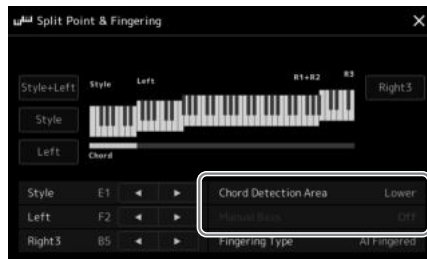 Split Point & Fingering
Style+Left Style Left R1+R2 R3 Right3
Style
Left Chord
Style E1 Chord Detection Area Lower
Left F2 Manual Bass Off
Right3 B5 Fingering Type AI Fingered